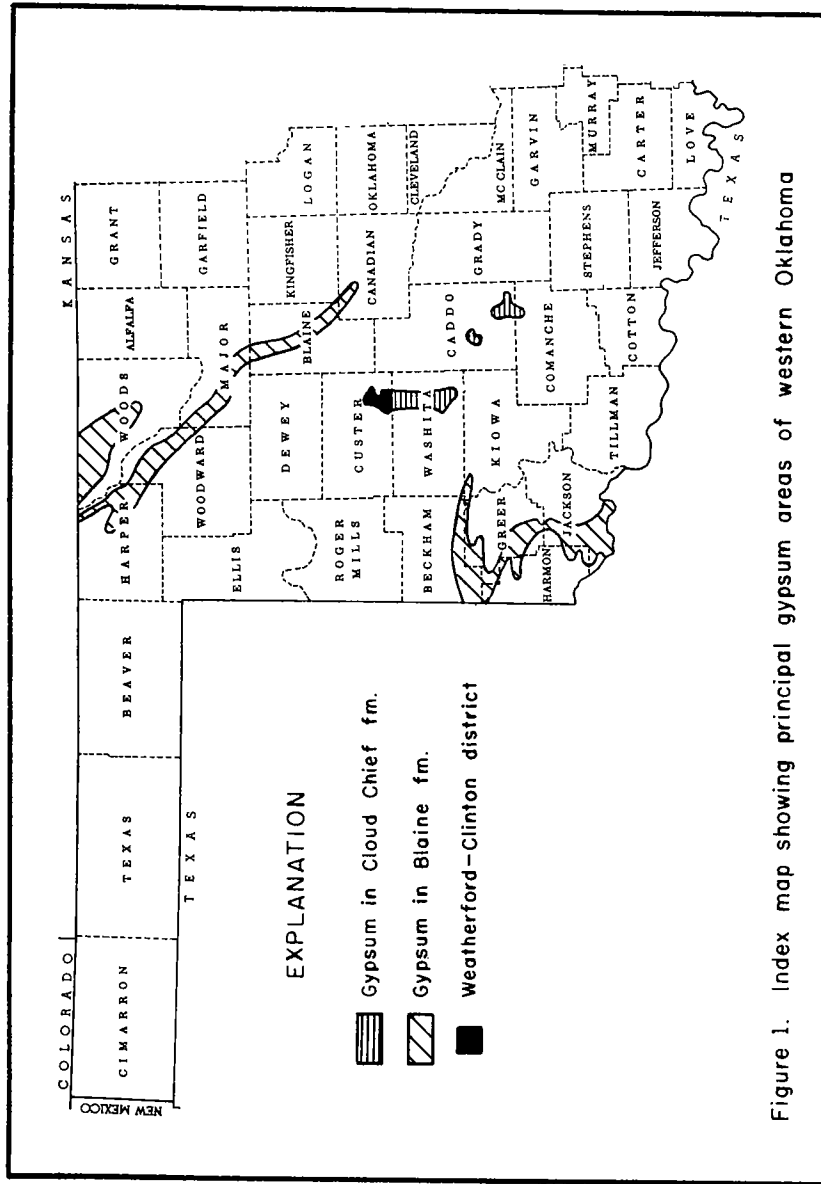 COLORADO
KANSAS
NEW MEXICO
CIMARRON
TEXAS
BEAVER
HARPER
WOODS
ALFALFA
GRANT
TEXAS
WOODWARD
MAJOR
GARFIELD
ELLIS
DEWEY
BLAINE
KINGFISHER
LOGAN
ROGER
MILLS
CUSTER
CANADIAN
OKLAHOMA
CLEVELAND
BECKHAM
WASHITA
CADDO
GRADY
MC CLAIN
GREER
KIOWA
COMANCHE
GARVIN
HARMON
JACKSON
TILLMAN
COTTON
STEPHENS
MURRAY
CARTER
JEFFERSON
LOVE
TEXAS
EXPLANATION
Gypsum in Cloud Chief fm.
Gypsum in Blaine fm.
Weatherford-Clinton district
Figure 1. Index map showing principal gypsum areas of western Oklahoma